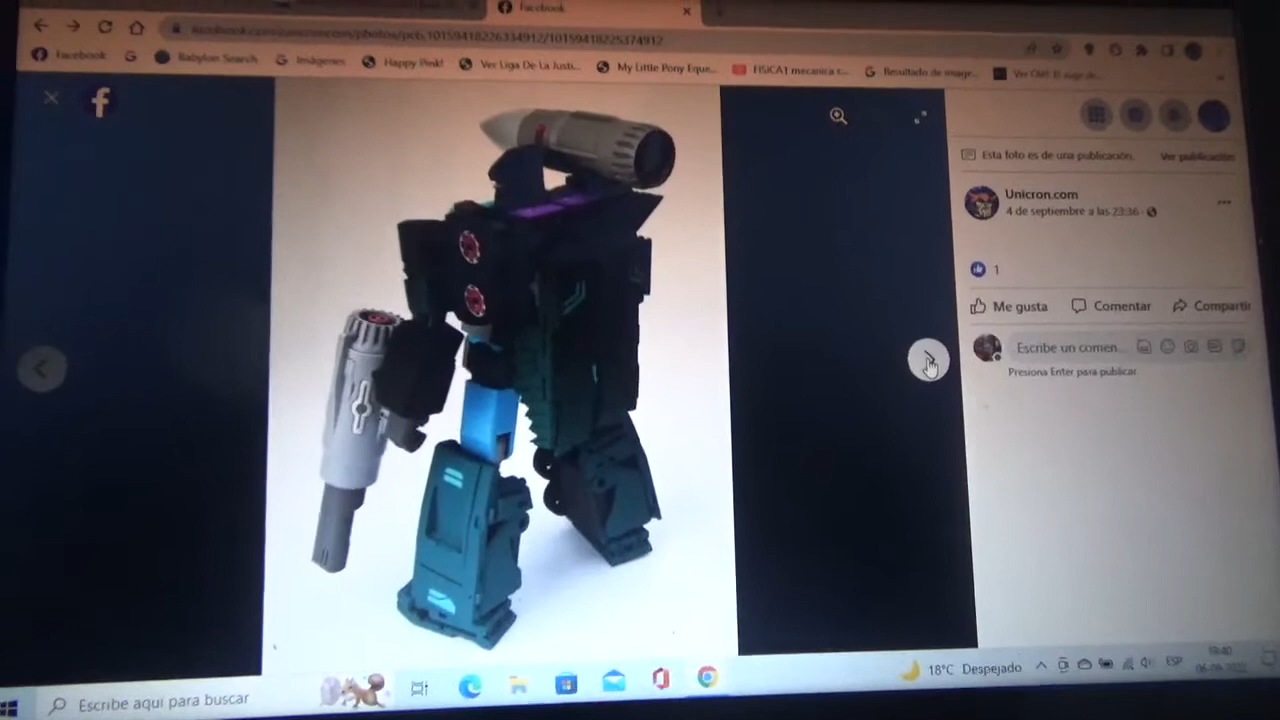 Facebook
Facebook
Babylon Search
Imágenes
Happy Pink!
Ver Liga De La Justi...
My Little Pony Eque...
FISICA1 mecanica c...
Resultado de image...
Esta foto es de una publicación.
Ver publicación
Unicron.com
4 de septiembre a las 23:36
1
Me gusta
Comentar
Compartir
Escribe un comen...
Presiona Enter para publicar.
18°C Despejado
ESP
19:40
Escribe aquí para buscar